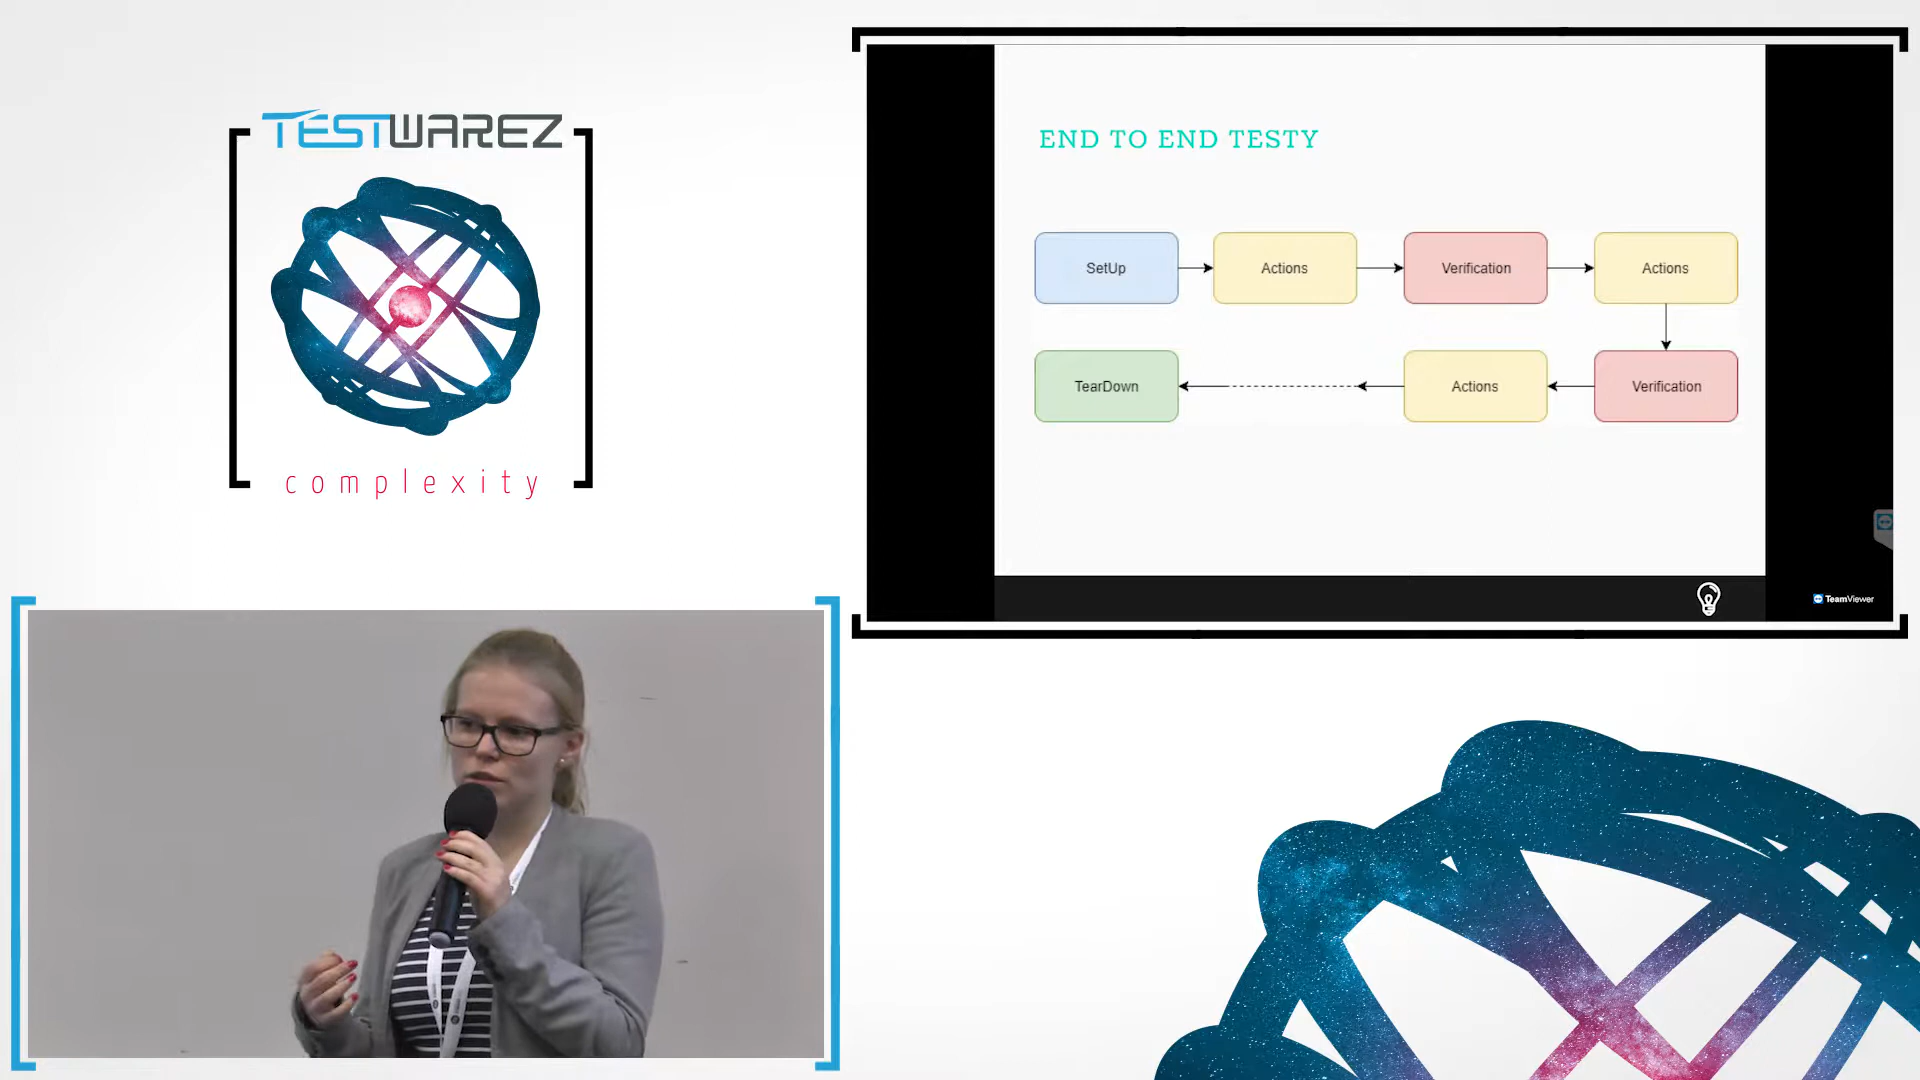 TESTWAREZ
complexity
END TO END TESTY
SetUp
Actions
Verification
Actions
TearDown
Actions
Verification
TeamViewer